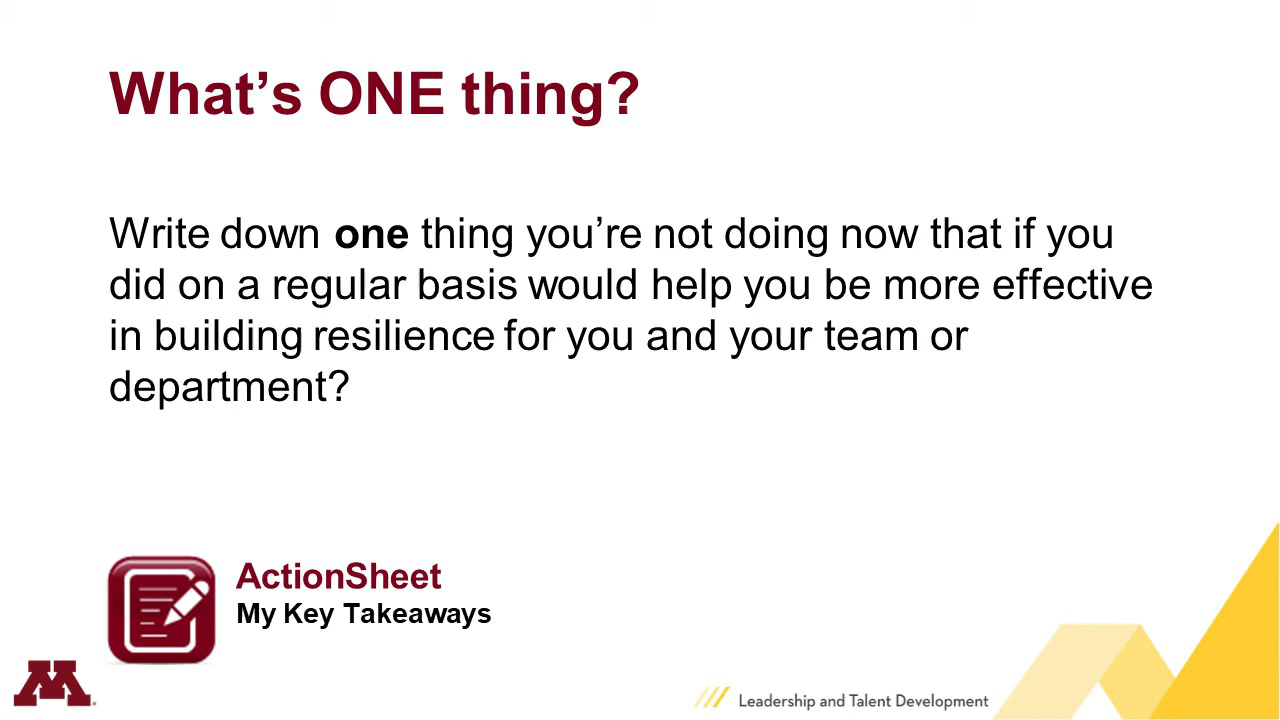 What’s ONE thing?
Write down one thing you’re not doing now that if you
did on a regular basis would help you be more effective
in building resilience for you and your team or
department?
ActionSheet
My Key Takeaways
M
Leadership and Talent Development